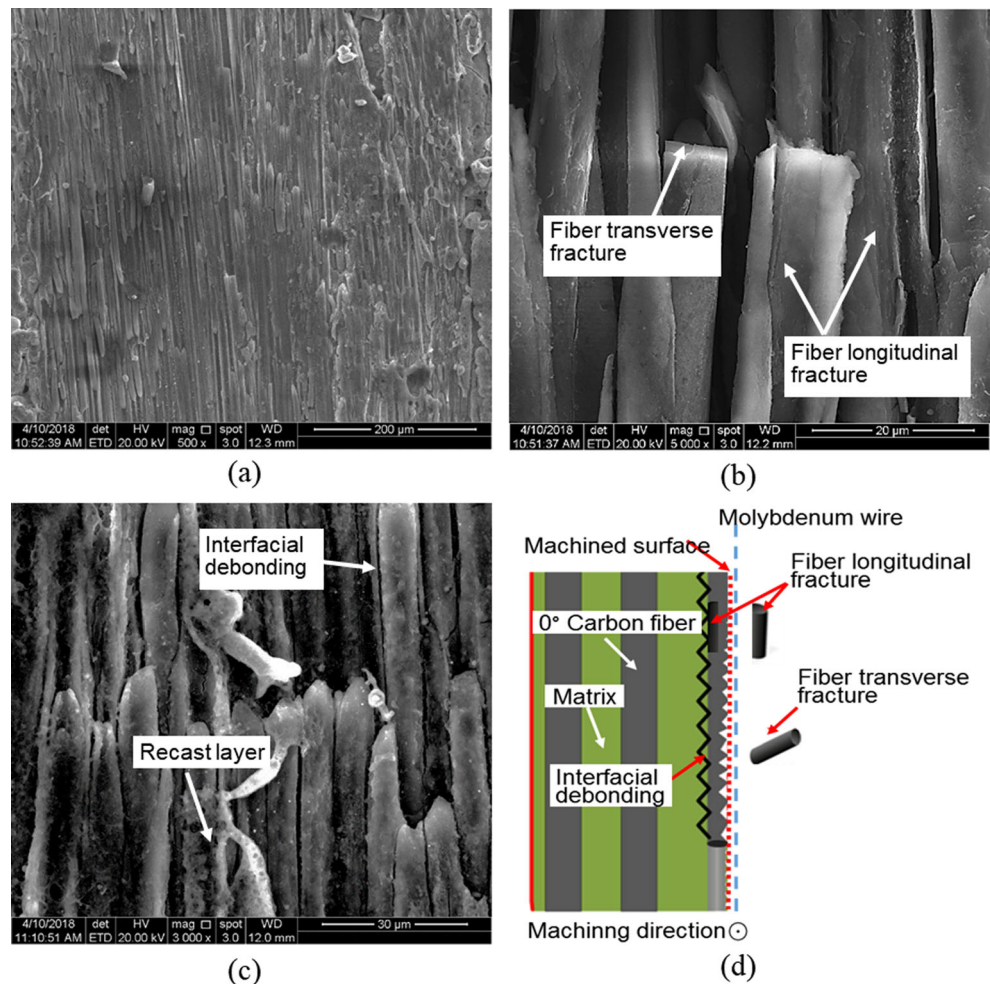 4/10/2018 det HV mag □ spot WD
10:52:39 AM ETD 20.00 kV 500 x 3.0 12.3 mm
200 µm
(a)
Fiber transverse
fracture
Fiber longitudinal
fracture
4/10/2018 det HV mag □ spot WD
10:51:37 AM ETD 20.00 kV 5 000 x 3.0 12.2 mm
20 µm
(b)
Interfacial
debonding
Recast layer
4/10/2018 det HV mag □ spot WD
11:10:51 AM ETD 20.00 kV 3 000 x 3.0 12.0 mm
30 µm
(c)
Molybdenum wire
Machined surface
Fiber longitudinal
fracture
0° Carbon fiber
Fiber transverse
fracture
Matrix
Interfacial
debonding
Machinng direction⊙
(d)